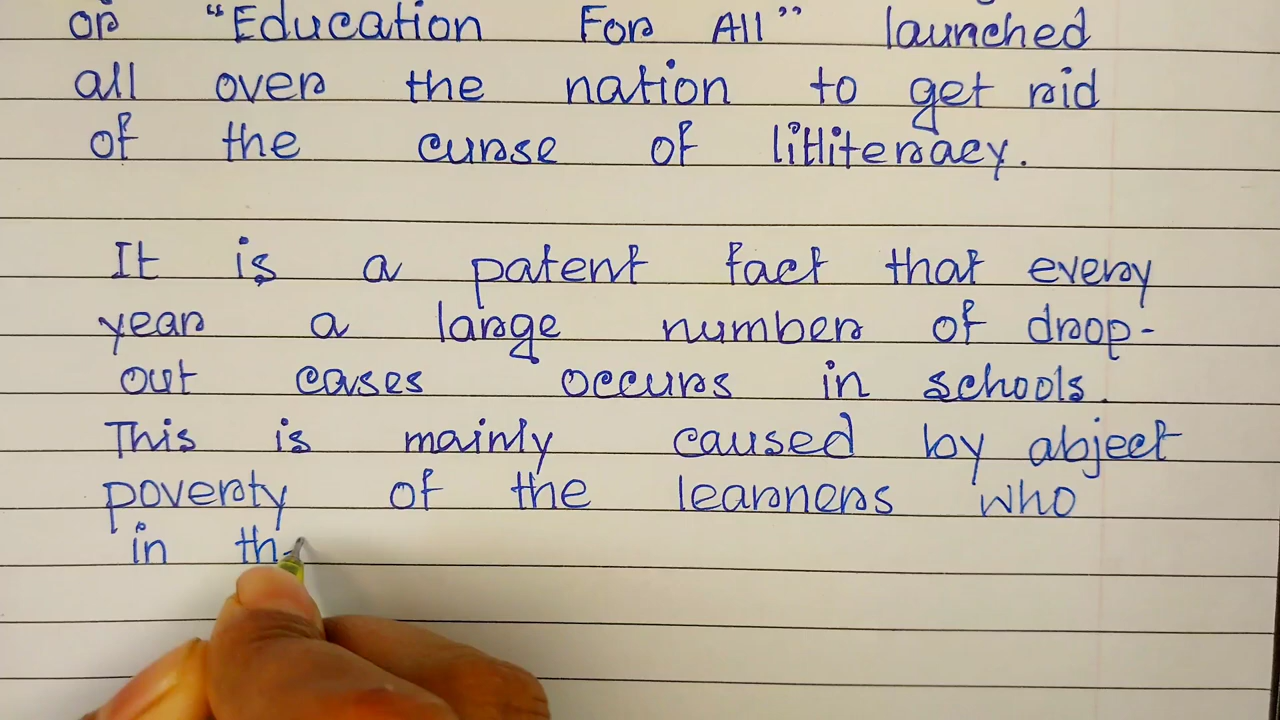 or "Education For All" launched
all over the nation to get rid
of the curse of litliteracy.
It is a patent fact that every
year a large number of drop-
out cases occurs in schools.
This is mainly caused by abject
poverty of the learners who
in